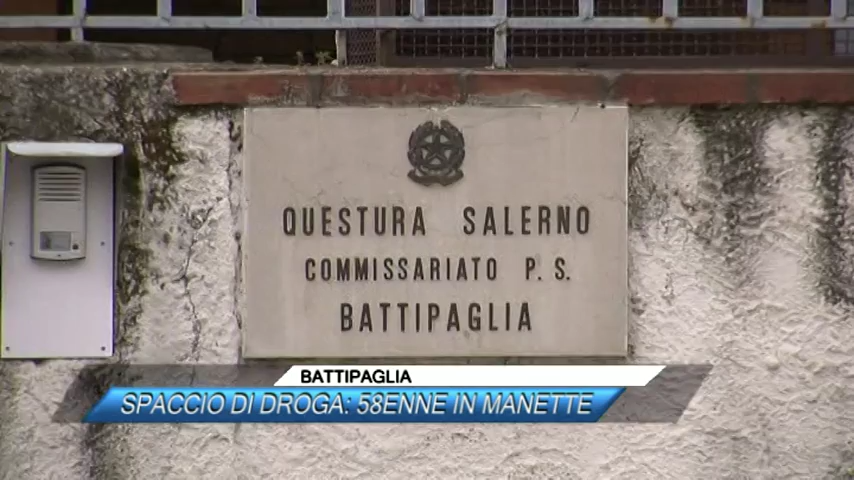 QUESTURA SALERNO
COMMISSARIATO P. S.
BATTIPAGLIA
BATTIPAGLIA
SPACCIO DI DROGA: 58ENNE IN MANETTE